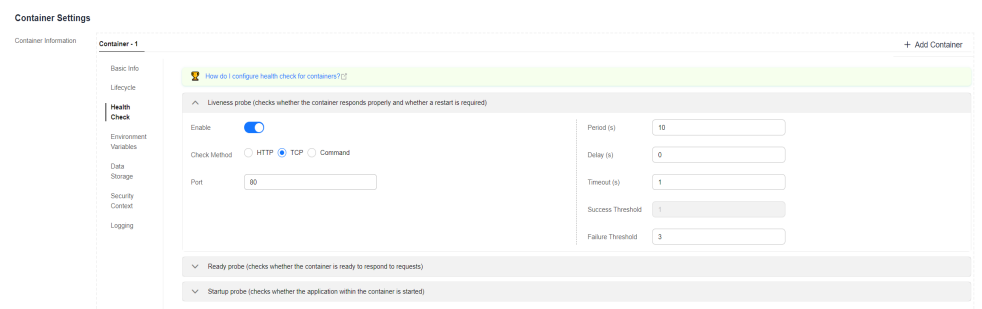 Container Settings
Container Information
Container - 1
+ Add Container
Basic Info
Lifecycle
Health
Check
Environment
Variables
Data
Storage
Security
Context
Logging
How do I configure health check for containers?
Liveness probe (checks whether the container responds properly and whether a restart is required)
Enable
Check Method HTTP TCP Command
Port 80
Period (s) 10
Delay (s) 0
Timeout (s) 1
Success Threshold 1
Failure Threshold 3
Ready probe (checks whether the container is ready to respond to requests)
Startup probe (checks whether the application within the container is started)